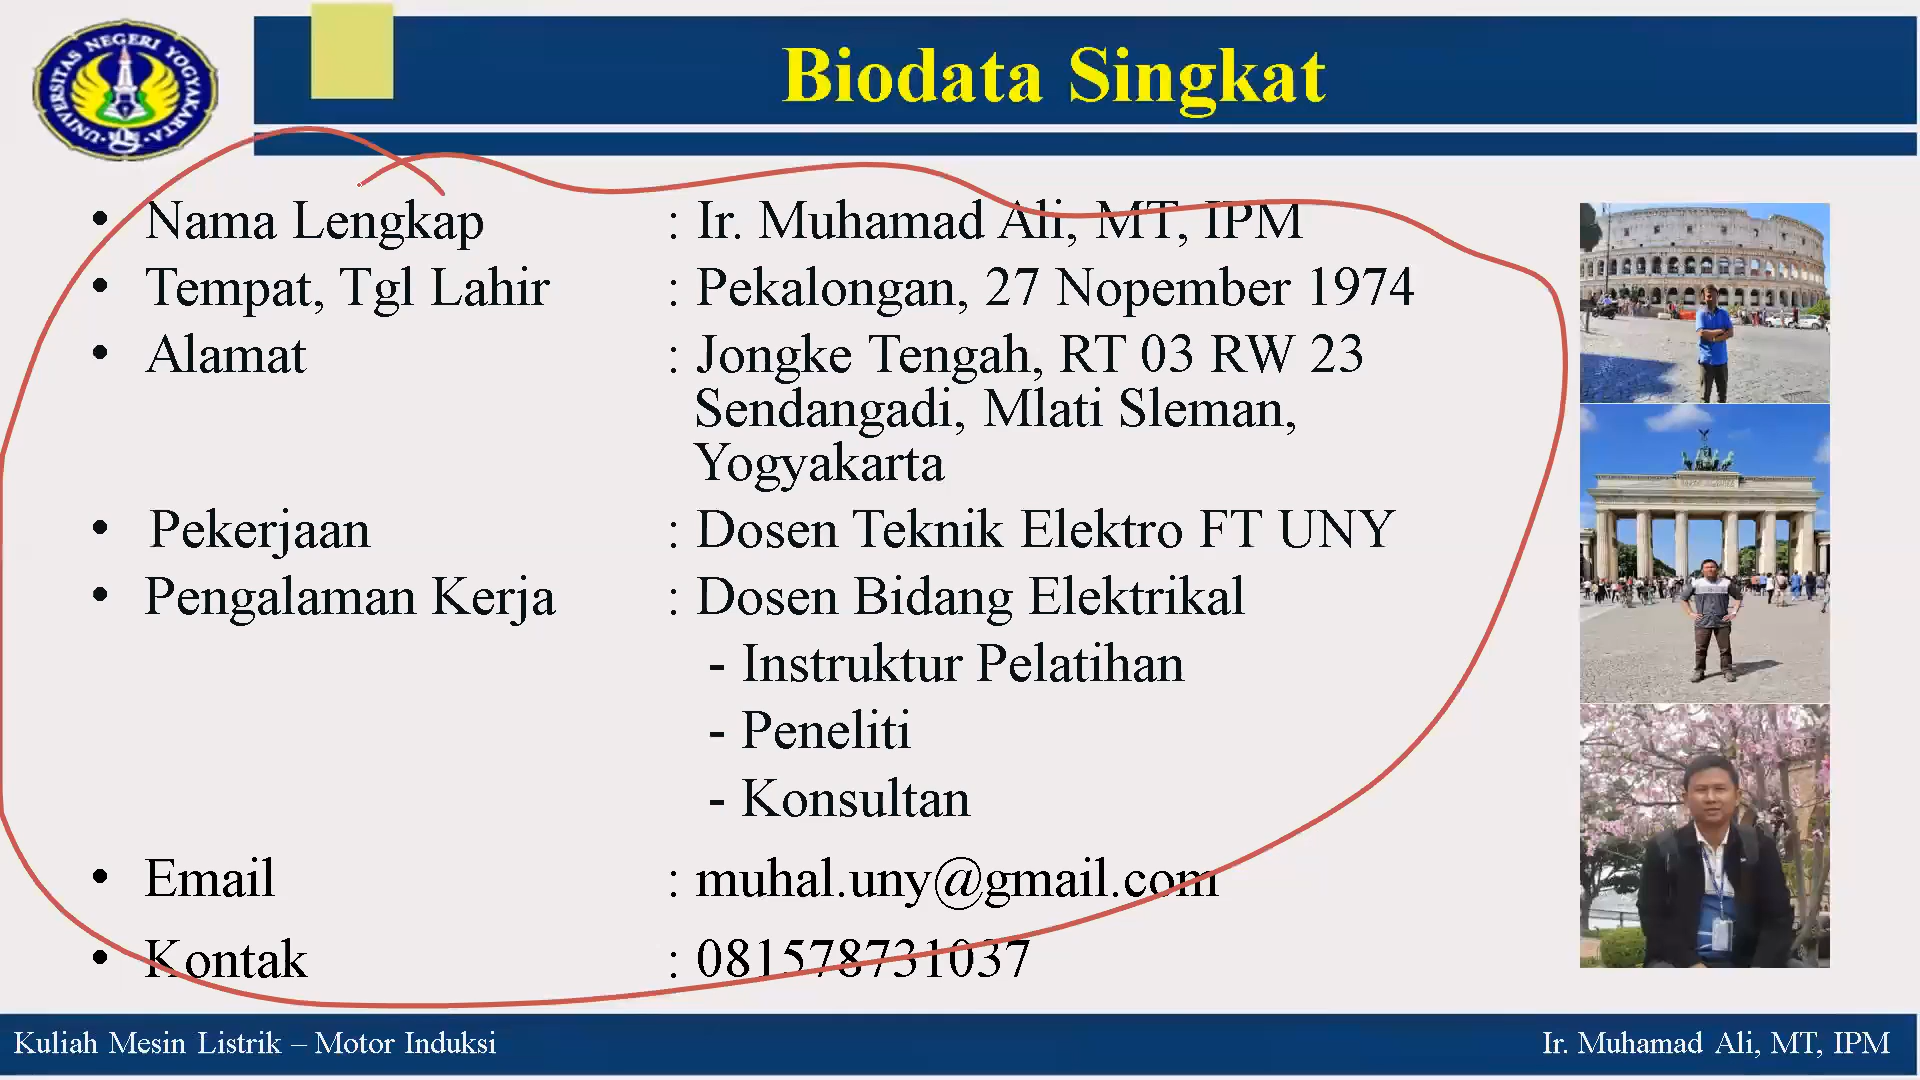 UNIVERSITAS NEGERI YOGYAKARTA
Biodata Singkat
• Nama Lengkap : Ir. Muhamad Ali, MT, IPM
• Tempat, Tgl Lahir : Pekalongan, 27 Nopember 1974
• Alamat : Jongke Tengah, RT 03 RW 23
Sendangadi, Mlati Sleman,
Yogyakarta
• Pekerjaan : Dosen Teknik Elektro FT UNY
• Pengalaman Kerja : Dosen Bidang Elektrikal
- Instruktur Pelatihan
- Peneliti
- Konsultan
• Email : muhal.uny@gmail.com
• Kontak : 081578731037
Kuliah Mesin Listrik – Motor Induksi
Ir. Muhamad Ali, MT, IPM